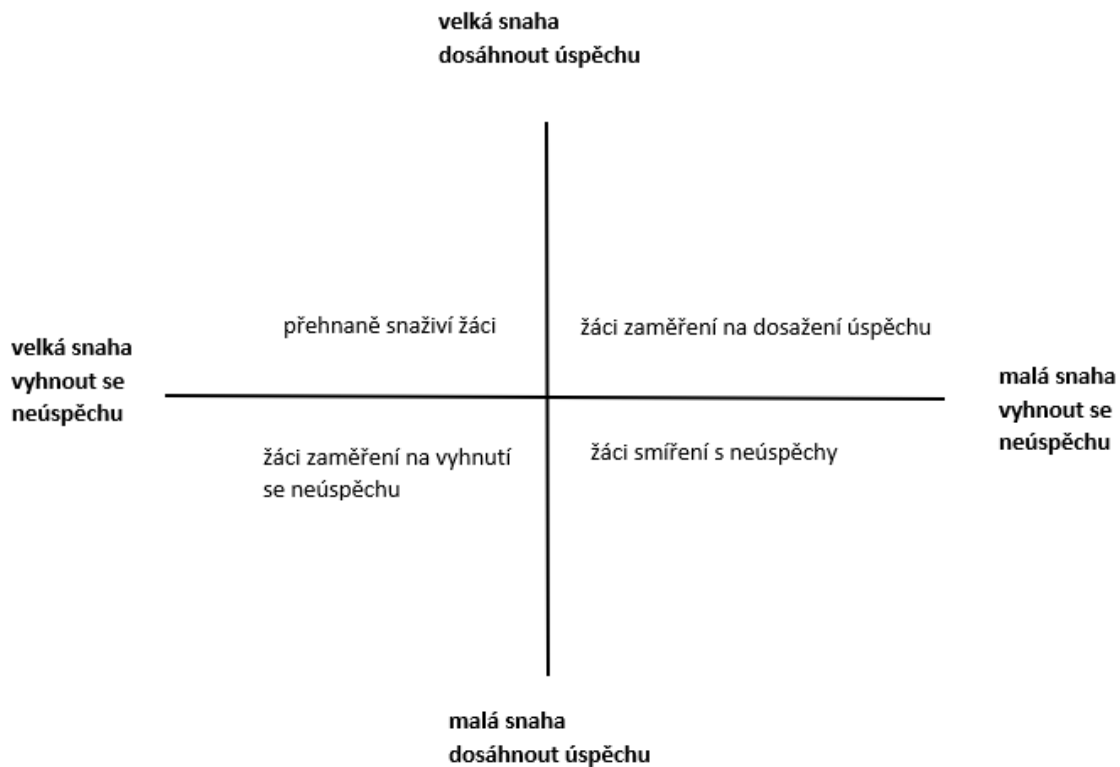 velká snaha
dosáhnout úspěchu
přehnaně snaživí žáci
žáci zaměření na dosažení úspěchu
velká snaha
vyhnout se
neúspěchu
malá snaha
vyhnout se
neúspěchu
žáci zaměření na vyhnutí
se neúspěchu
žáci smíření s neúspěchy
malá snaha
dosáhnout úspěchu